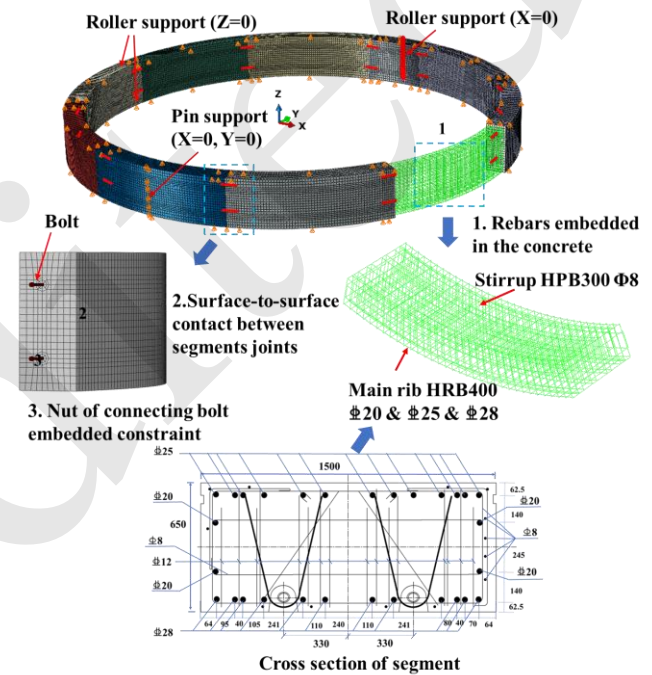 Roller support (Z=0)
Roller support (X=0)
Pin support
(X=0, Y=0)
Z
Y
X
1
Bolt
1. Rebars embedded
in the concrete
Stirrup HPB300 Φ8
2
3
2.Surface-to-surface
contact between
segments joints
Main rib HRB400
⌽20 & ⌽25 & ⌽28
3. Nut of connecting bolt
embedded constraint
⌽25
1500
⌽20
650
⌽8
⌽12
⌽20
⌽28
62.5
⌽20
140
⌽8
245
⌽20
140
62.5
64 95 40 105 241 110 240 110 241 80 40 70 64
330 330
Cross section of segment